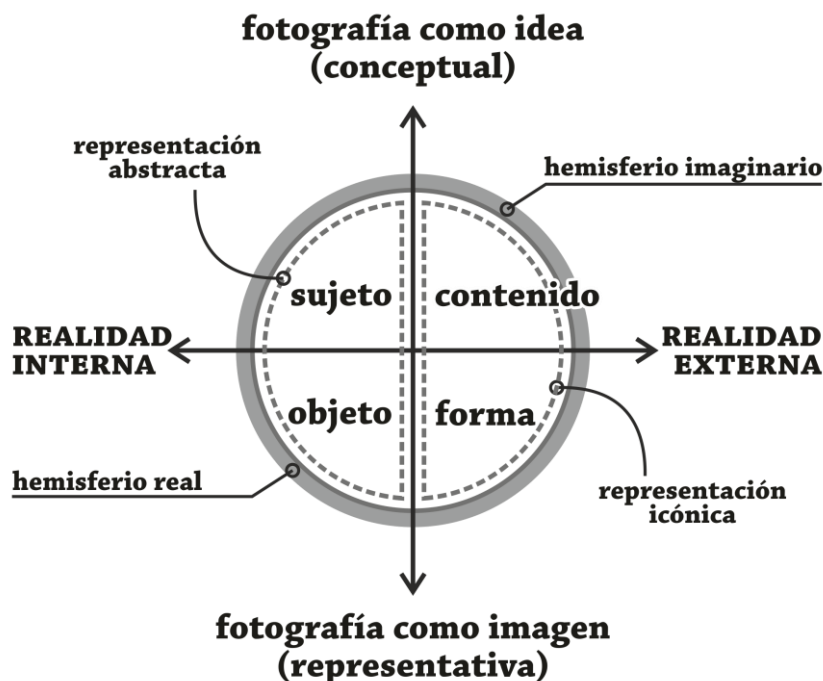 fotografía como idea
(conceptual)
representación
abstracta
hemisferio imaginario
sujeto
contenido
REALIDAD
INTERNA
REALIDAD
EXTERNA
objeto
forma
hemisferio real
representación
icónica
fotografía como imagen
(representativa)